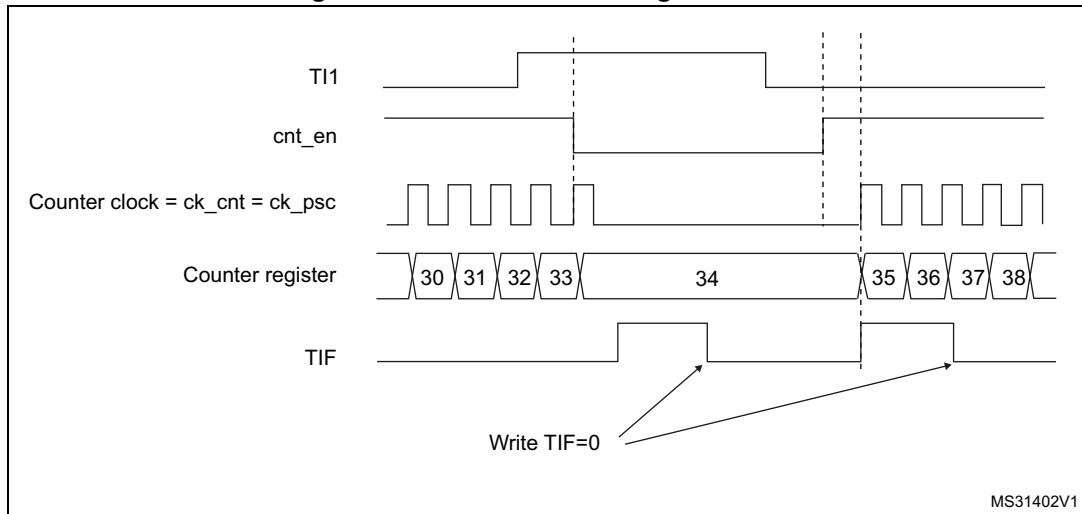 TI1
cnt_en
Counter clock = ck_cnt = ck_psc
Counter register 30 31 32 33 34 35 36 37 38
TIF
Write TIF=0
MS31402V1